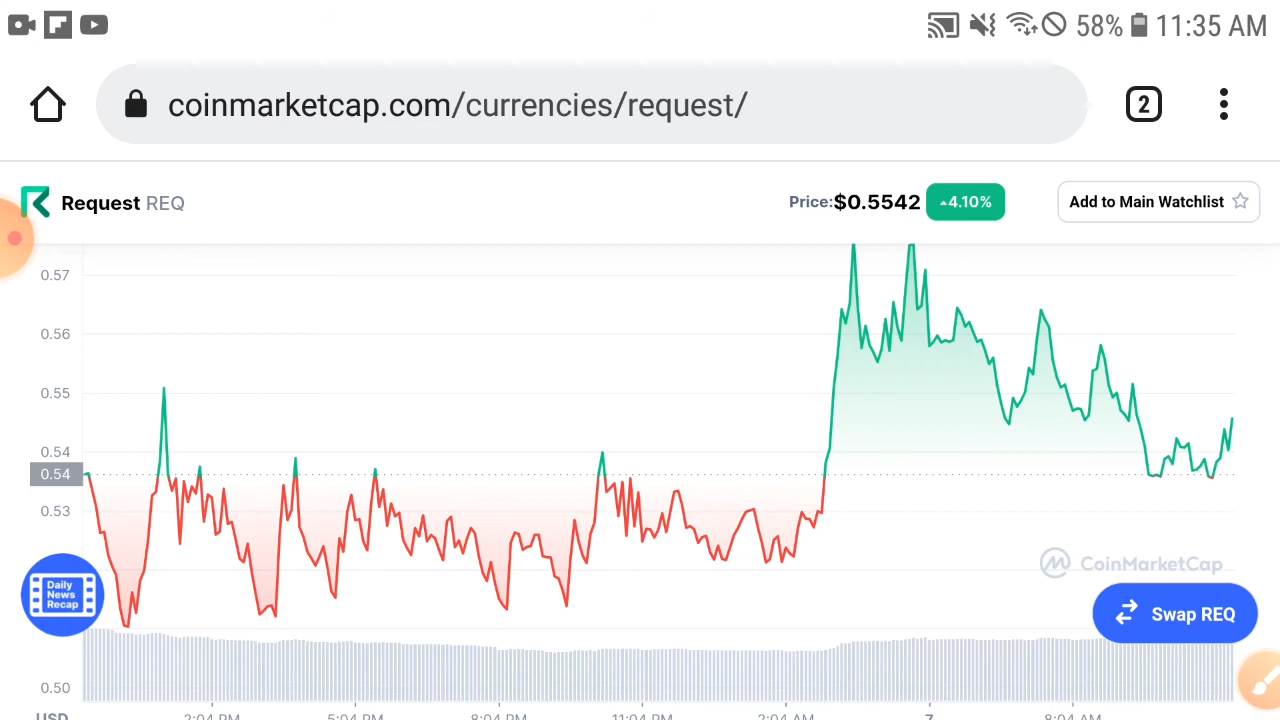 58% 11:35 AM
coinmarketcap.com/currencies/request/
2
Request REQ
Price:$0.5542 4.10%
Add to Main Watchlist
0.57
0.56
0.55
0.54
0.54
0.53
0.50
CoinMarketCap
Daily
News
Recap
Swap REQ
USD 2:04 PM 5:04 PM 8:04 PM 11:04 PM 2:04 AM 7 8:04 AM